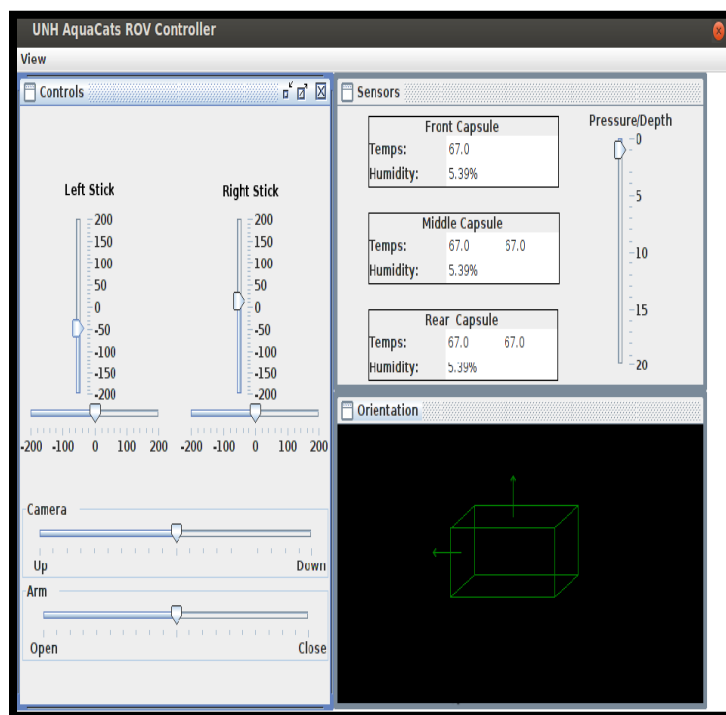 UNH AquaCats ROV Controller
View
Controls
Left Stick
Right Stick
200
150
100
50
0
-50
-100
-150
-200
200
150
100
50
0
-50
-100
-150
-200
-200 -100 0 100 200
-200 -100 0 100 200
Camera
Up Down
Arm
Open Close
Sensors
Front Capsule
Temps: 67.0
Humidity: 5.39%
Middle Capsule
Temps: 67.0 67.0
Humidity: 5.39%
Rear Capsule
Temps: 67.0 67.0
Humidity: 5.39%
Pressure/Depth
0
5
10
15
20
Orientation